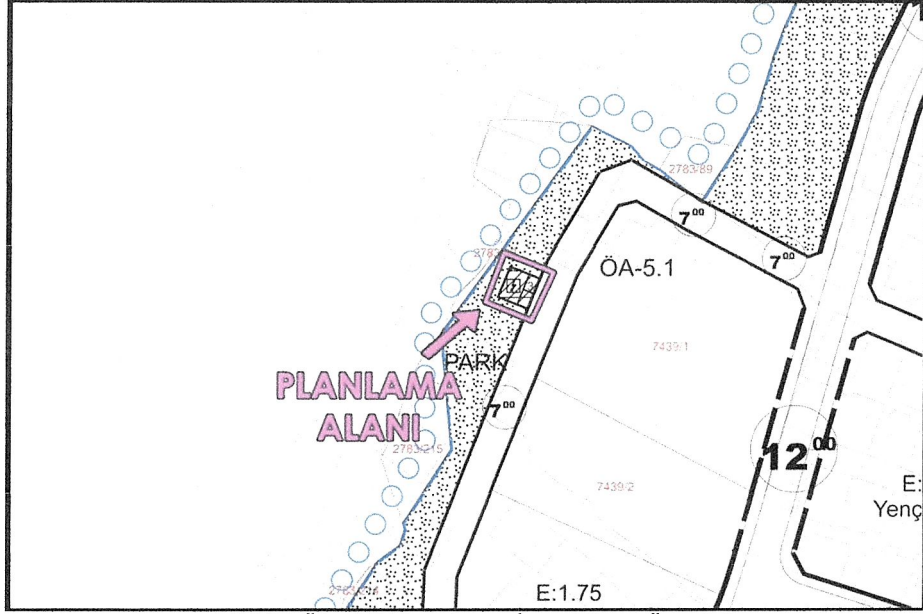 2783/89
7⁰⁰
7⁰⁰
ÖA-5.1
7439/1
PARK
PLANLAMA
ALANI
7⁰⁰
2783/215
12⁰⁰
7439/2
E:
Yenç
E:1.75